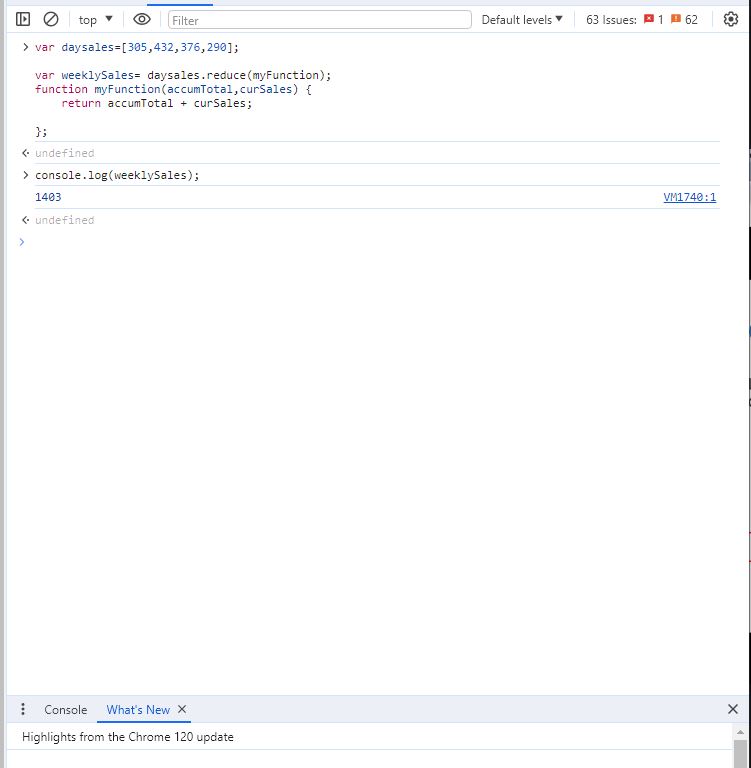 top Filter Default levels 63 Issues: 1 62
var daysales=[305,432,376,290];
var weeklySales= daysales.reduce(myFunction);
function myFunction(accumTotal,curSales) {
return accumTotal + curSales;
};
undefined
console.log(weeklySales);
1403 VM1740:1
undefined
Console What's New
Highlights from the Chrome 120 update